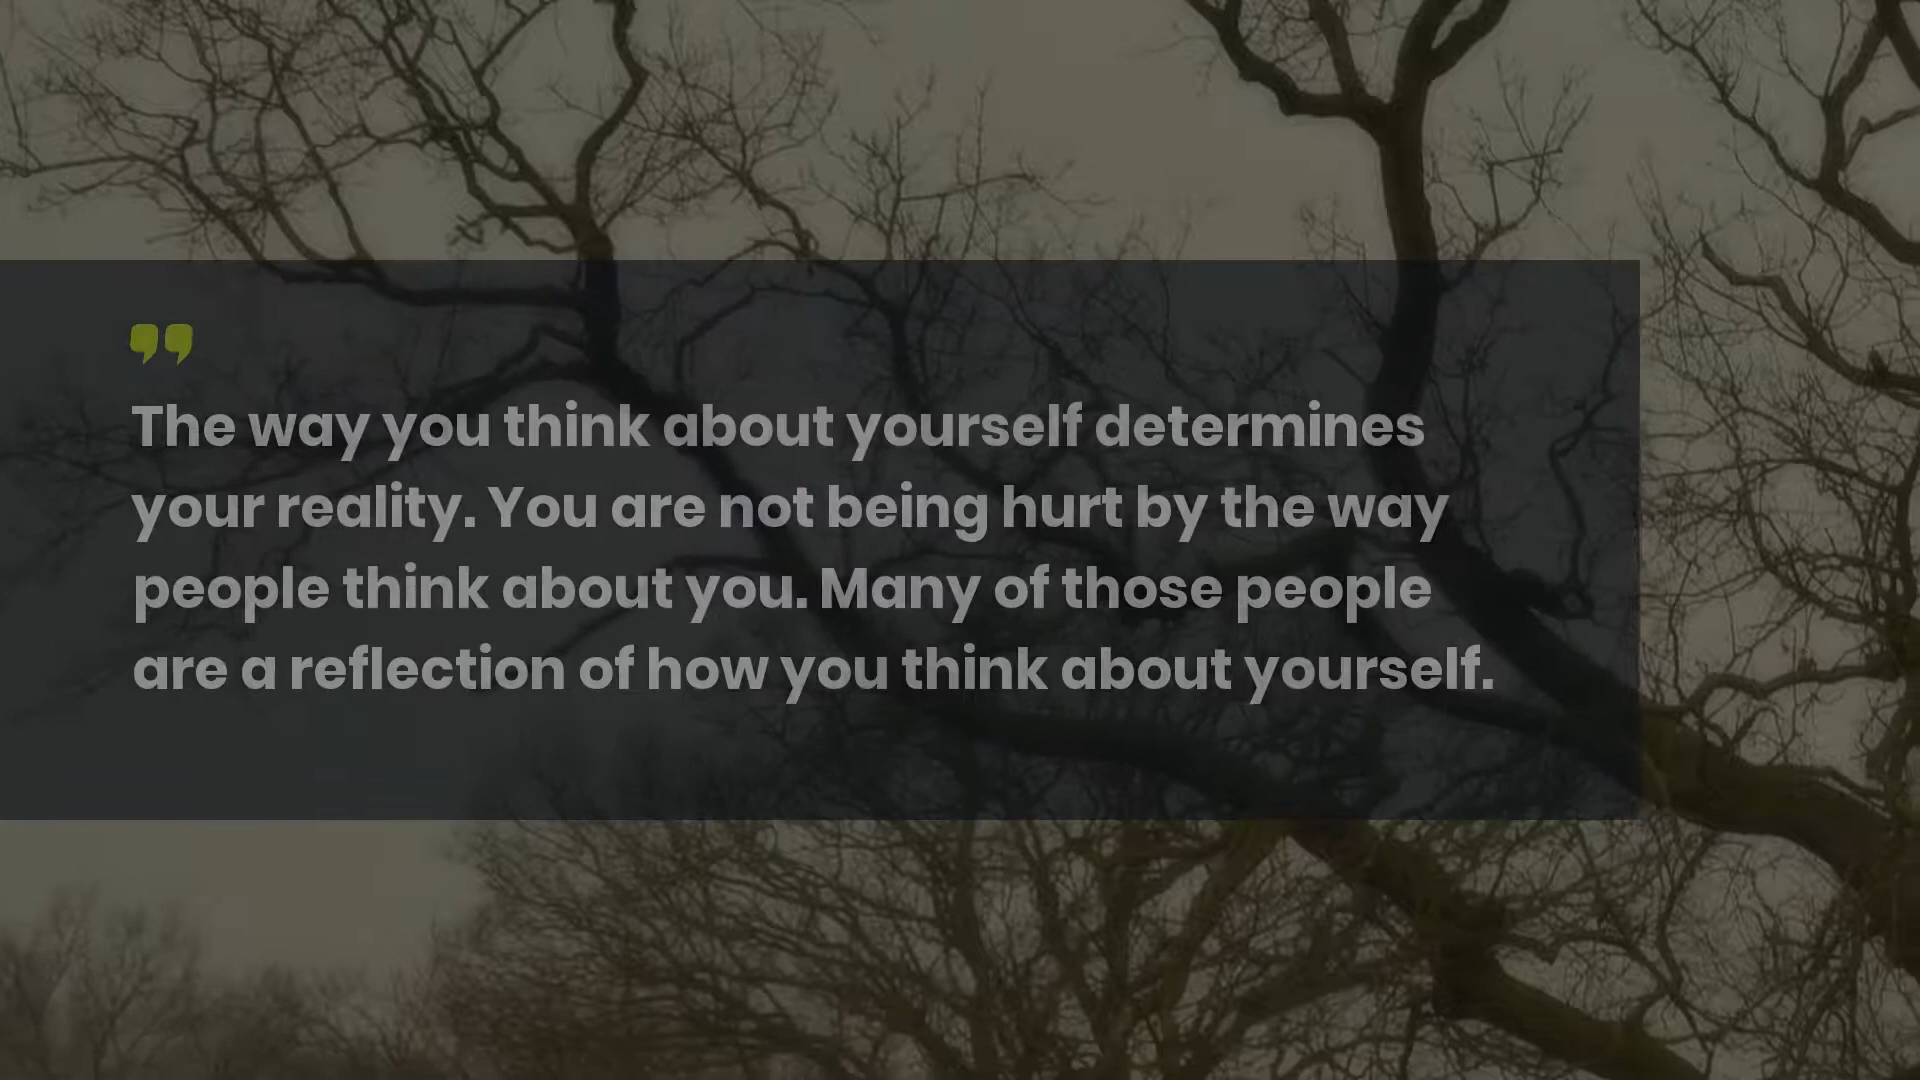 The way you think about yourself determines
your reality. You are not being hurt by the way
people think about you. Many of those people
are a reflection of how you think about yourself.